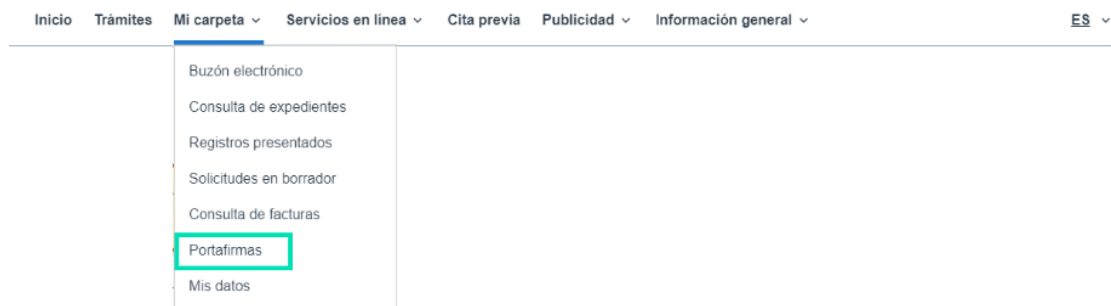 Inicio Trámites Mi carpeta Servicios en línea Cita previa Publicidad Información general ES
Buzón electrónico
Consulta de expedientes
Registros presentados
Solicitudes en borrador
Consulta de facturas
Portafirmas
Mis datos